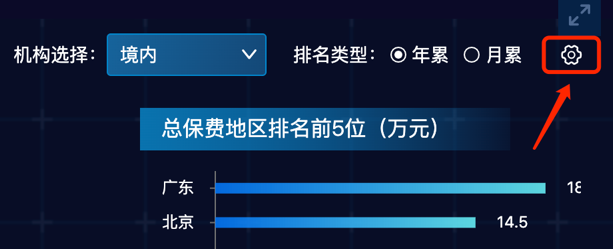 机构选择： 境内 排名类型： 年累 月累
总保费地区排名前5位（万元）
广东 18
北京 14.5